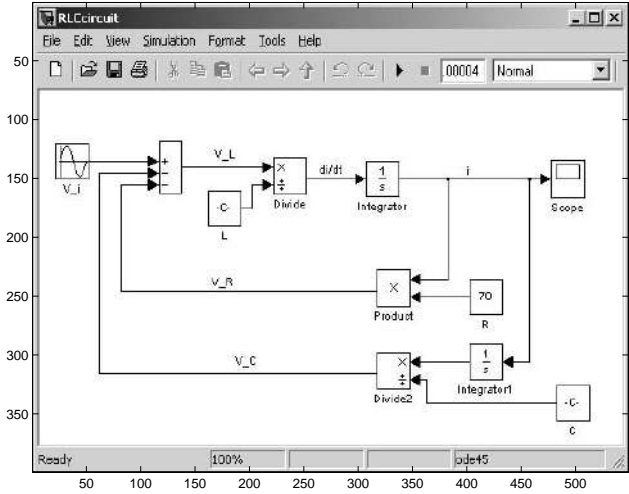 RLCcircuit
File Edit View Simulation Format Tools Help
.00004 Normal
V_i
+
−
−
V_L
×
÷
Divide
di/dt
1
s
Integrator
i
Scope
-C-
L
V_R
×
Product
70
R
V_C
×
÷
Divide2
1
s
Integrator1
-C-
C
Ready 100% ode45
50
100
150
200
250
300
350
50 100 150 200 250 300 350 400 450 500